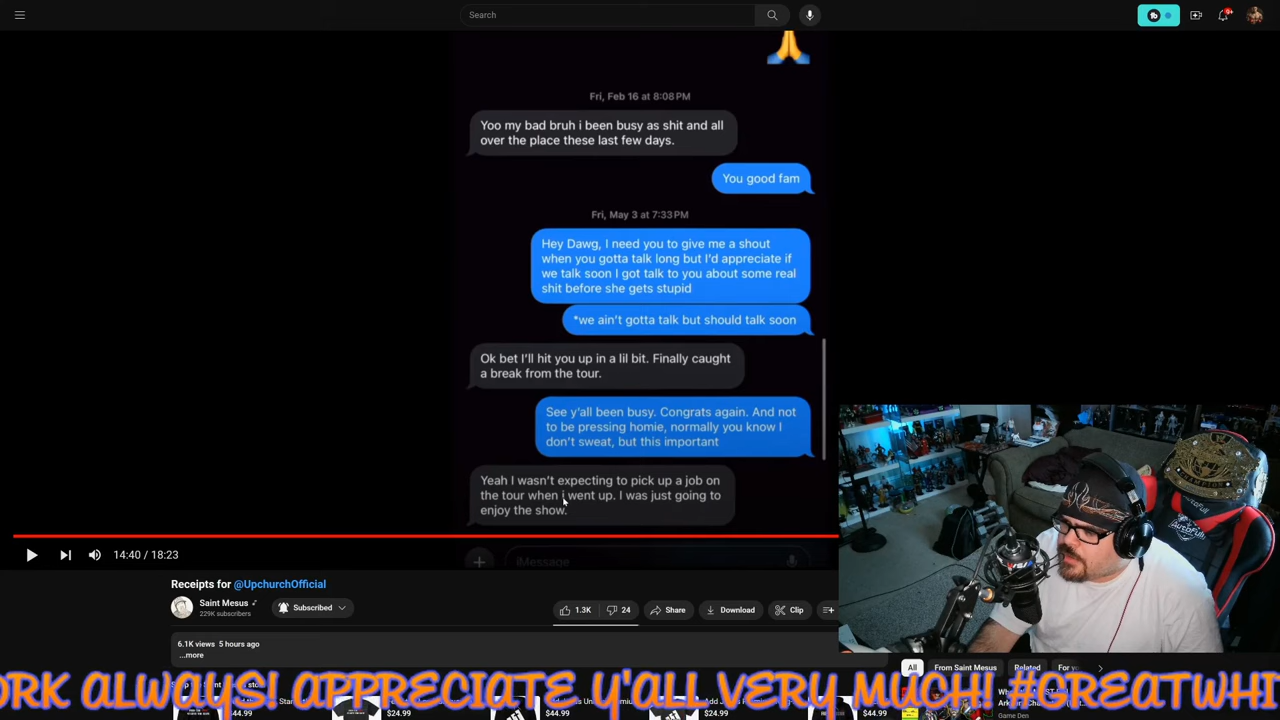 Search
9+
Fri, Feb 16 at 8:08 PM
Yoo my bad bruh i been busy as shit and all
over the place these last few days.
You good fam
Fri, May 3 at 7:33 PM
Hey Dawg, I need you to give me a shout
when you gotta talk long but I'd appreciate if
we talk soon I got talk to you about some real
shit before she gets stupid
*we ain't gotta talk but should talk soon
Ok bet I'll hit you up in a lil bit. Finally caught
a break from the tour.
See y'all been busy. Congrats again. And not
to be pressing homie, normally you know I
don't sweat, but this important
Yeah I wasn't expecting to pick up a job on
the tour when i went up. I was just going to
enjoy the show.
iMessage
14:40 / 18:23
Receipts for @UpchurchOfficial
Saint Mesus
229K subscribers
Subscribed
1.3K
24
Share
Download
Clip
6.1K views 5 hours ago
...more
All
From Saint Mesus
Related
ORK ALWAYS! APPRECIATE Y'ALL VERY MUCH! #GREATWHI
$44.99
$24.99
$44.99
$24.99
$44.99
Game Den